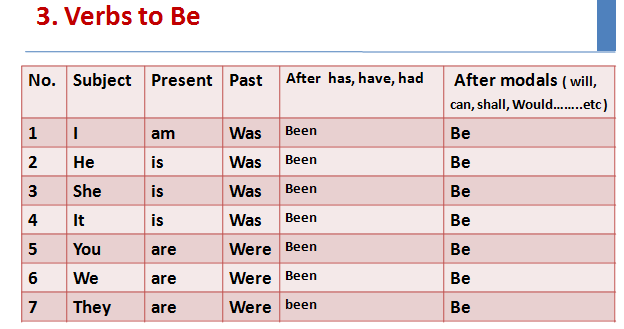 3. Verbs to Be
No. Subject Present Past After has, have, had After modals ( will,
can, shall, Would........etc)
1 I am Was Been Be
2 He is Was Been Be
3 She is Was Been Be
4 It is Was Been Be
5 You are Were Been Be
6 We are Were Been Be
7 They are Were been Be